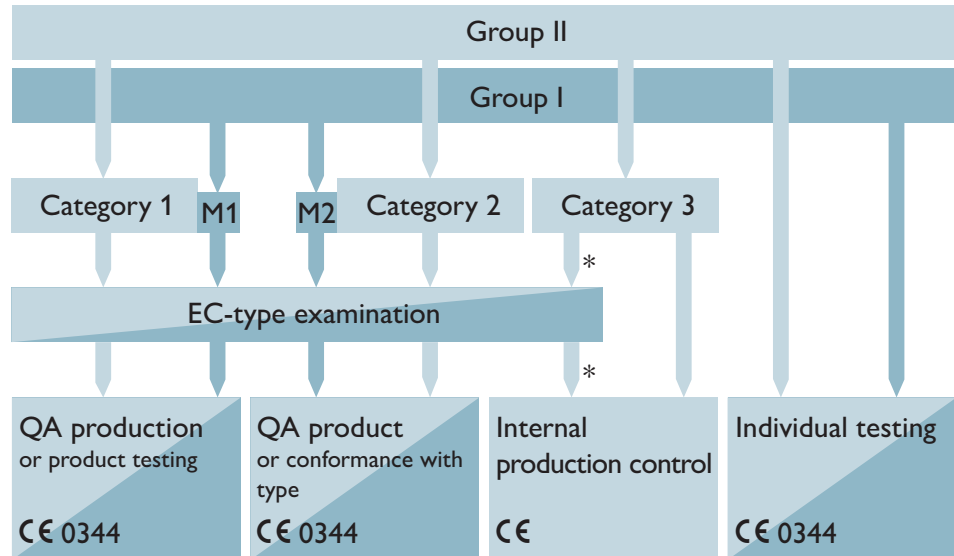 Group II
Group I
Category 1
M1
M2
Category 2
Category 3
*
EC-type examination
*
QA production
or product testing
CE 0344
QA product
or conformance with
type
CE 0344
Internal
production control
CE
Individual testing
CE 0344